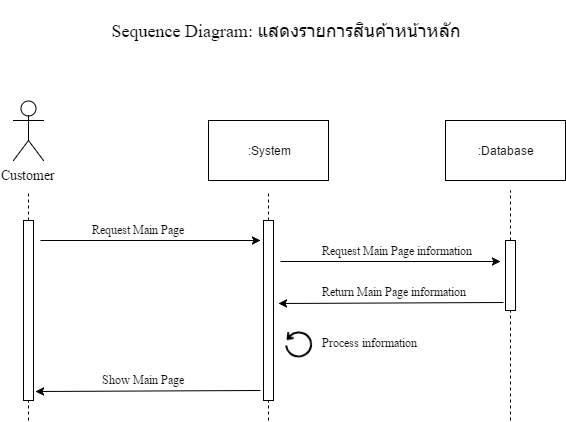 Sequence Diagram: แสดงรายการสินค้าหน้าหลัก
:System
:Database
Customer
Request Main Page
Request Main Page information
Return Main Page information
Process information
Show Main Page